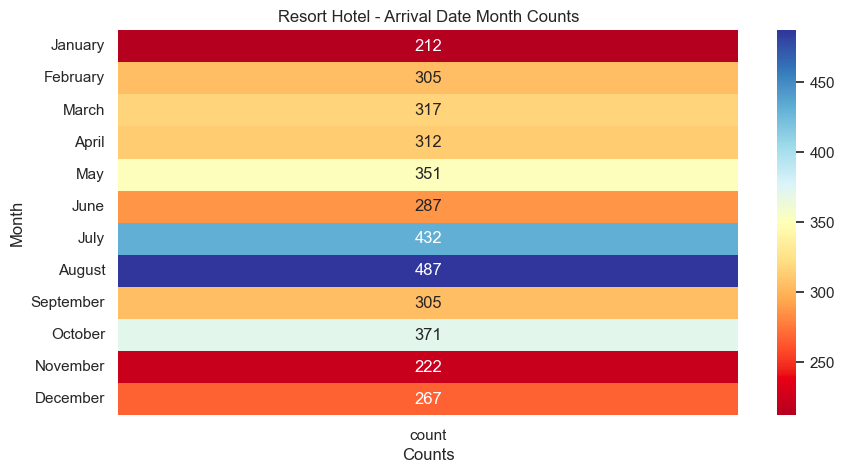 Resort Hotel - Arrival Date Month Counts
Month
January 212
February 305
March 317
April 312
May 351
June 287
July 432
August 487
September 305
October 371
November 222
December 267
count
Counts
450
400
350
300
250